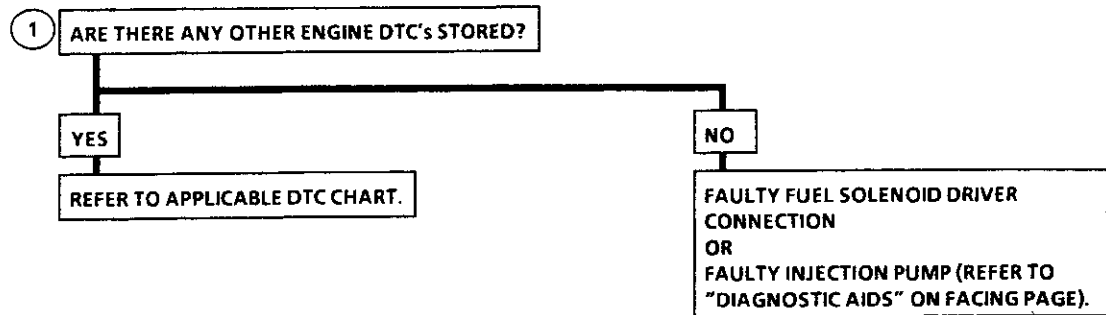 1
ARE THERE ANY OTHER ENGINE DTC's STORED?
YES
NO
REFER TO APPLICABLE DTC CHART.
FAULTY FUEL SOLENOID DRIVER
CONNECTION
OR
FAULTY INJECTION PUMP (REFER TO
"DIAGNOSTIC AIDS" ON FACING PAGE).